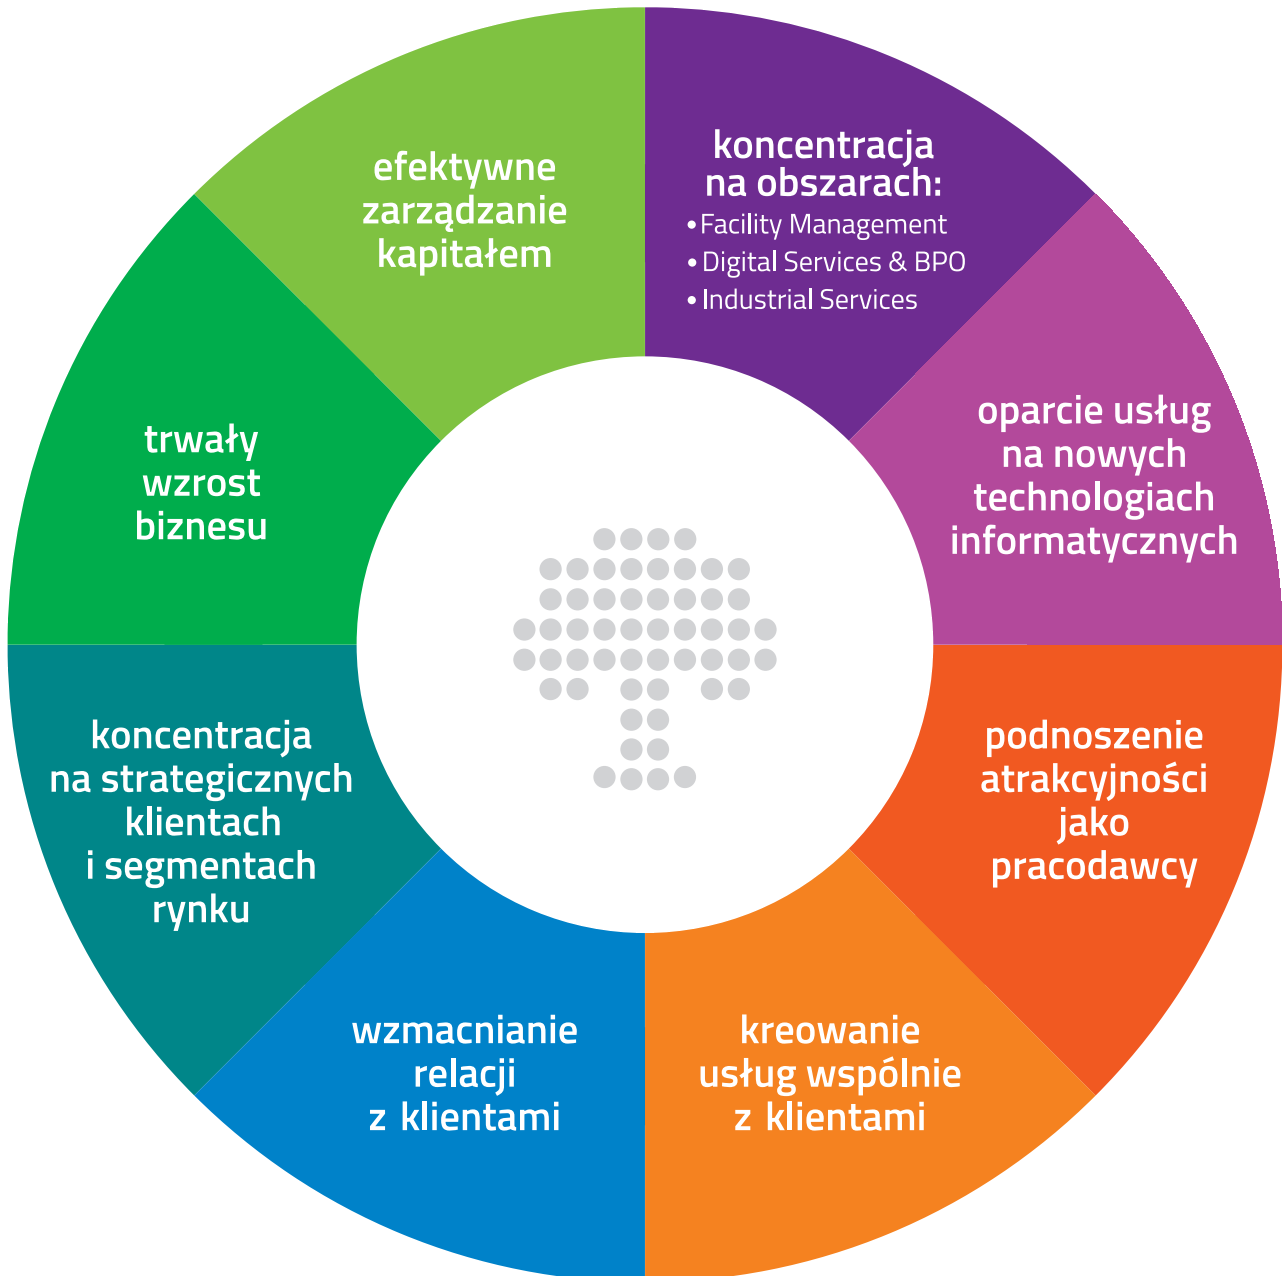 koncentracja
na obszarach:
• Facility Management
• Digital Services & BPO
• Industrial Services
oparcie usług
na nowych
technologiach
informatycznych
podnoszenie
atrakcyjności
jako
pracodawcy
kreowanie
usług wspólnie
z klientami
wzmacnianie
relacji
z klientami
koncentracja
na strategicznych
klientach
i segmentach
rynku
trwały
wzrost
biznesu
efektywne
zarządzanie
kapitałem